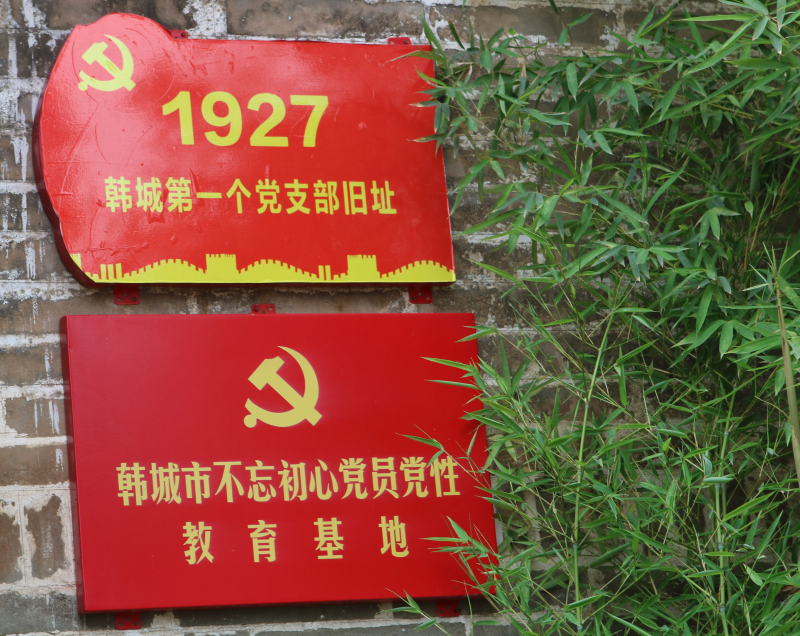 1927
韩城第一个党支部旧址
韩城市不忘初心党员党性
教育基地